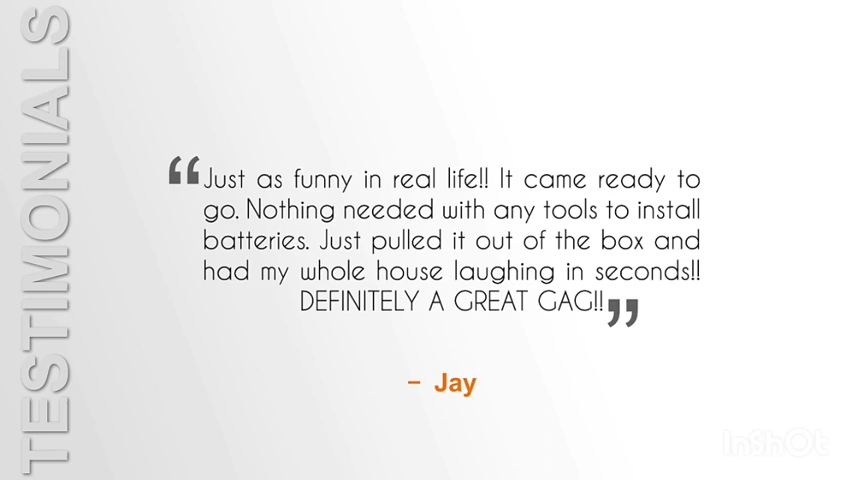 TESTIMONIALS
“Just as funny in real life!! It came ready to
go. Nothing needed with any tools to install
batteries. Just pulled it out of the box and
had my whole house laughing in seconds!!
DEFINITELY A GREAT GAG!!”
– Jay
InShOt